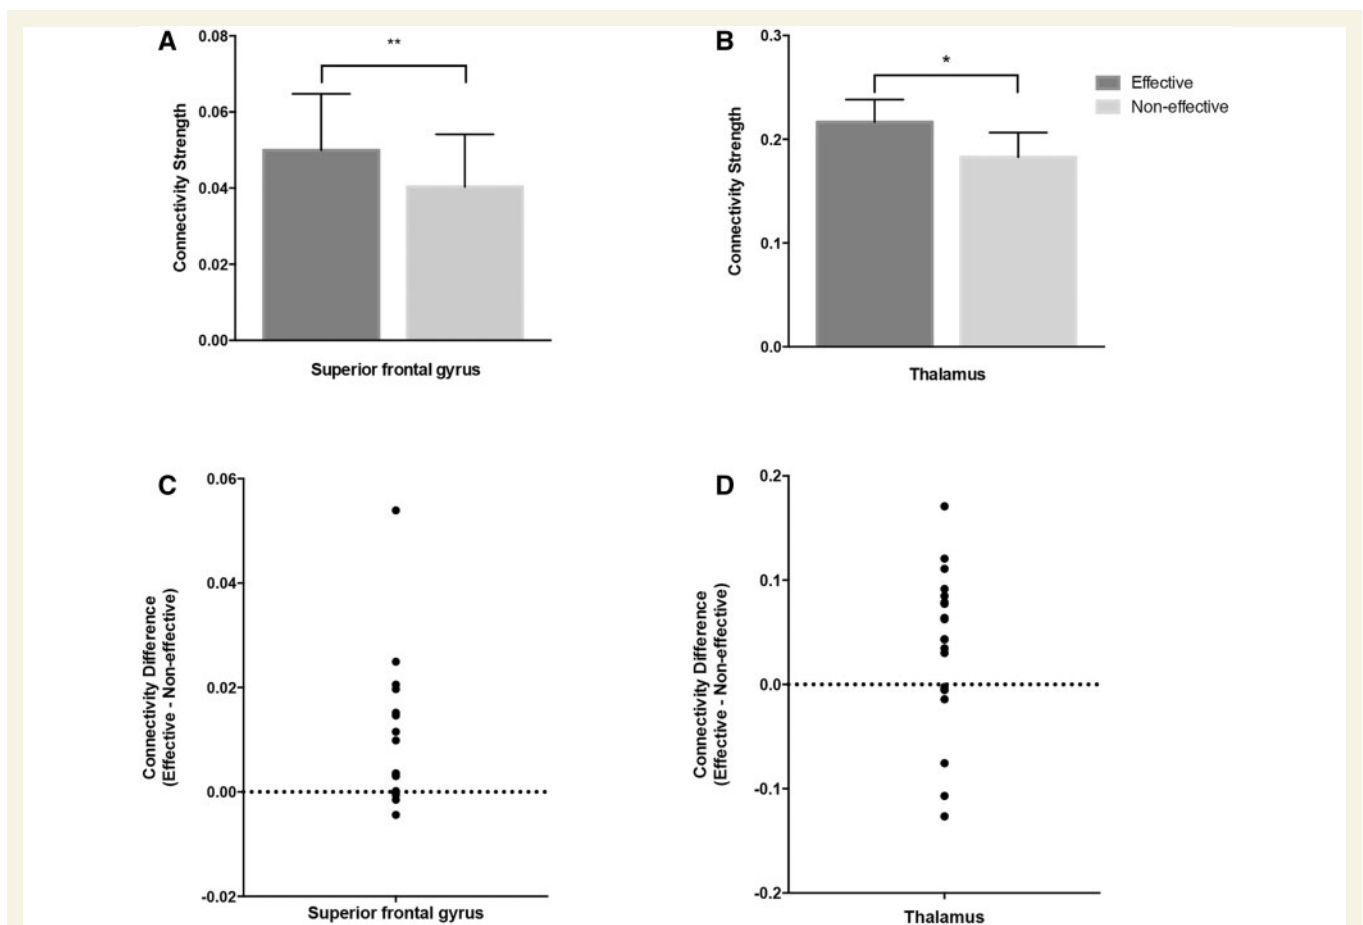 A
0.08
0.06
0.04
0.02
0.00
Connectivity Strength
**
Superior frontal gyrus
B
0.3
0.2
0.1
0.0
Connectivity Strength
*
Thalamus
Effective
Non-effective
C
0.06
0.04
0.02
0.00
-0.02
Connectivity Difference
(Effective - Non-effective)
Superior frontal gyrus
D
0.2
0.1
0.0
-0.1
-0.2
Connectivity Difference
(Effective - Non-effective)
Thalamus